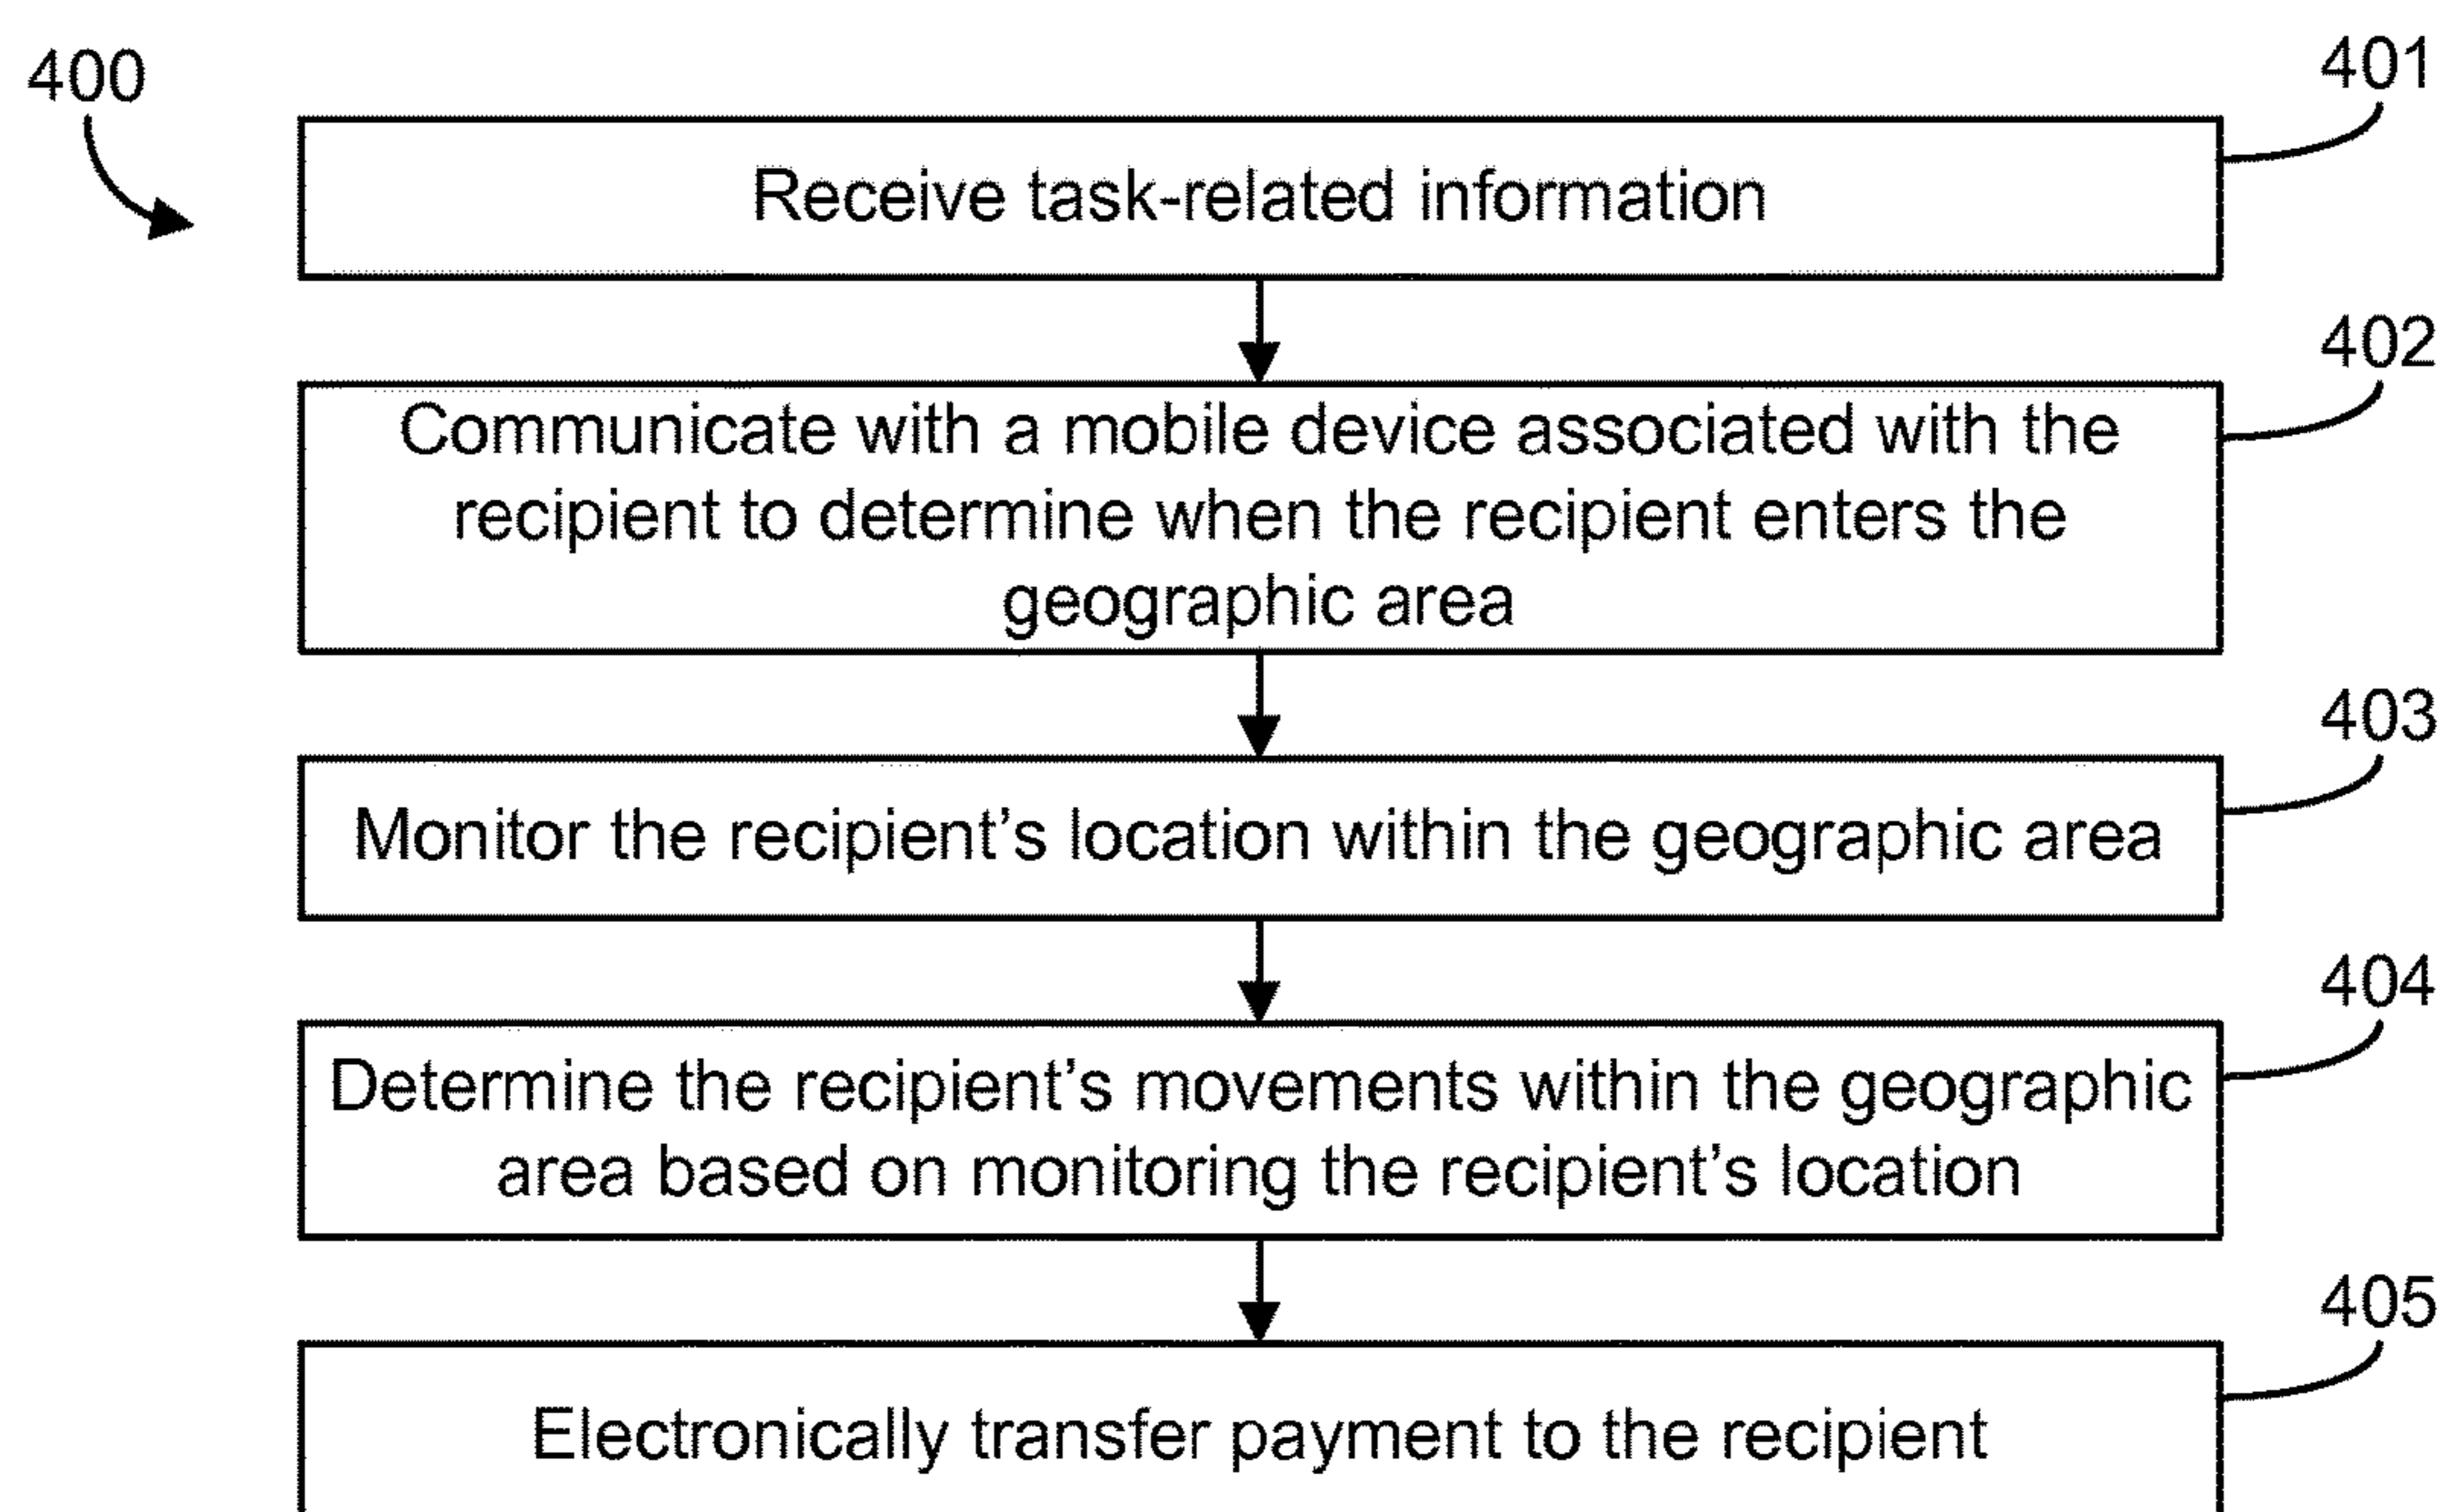 400
401
Receive task-related information
402
Communicate with a mobile device associated with the
recipient to determine when the recipient enters the
geographic area
403
Monitor the recipient’s location within the geographic area
404
Determine the recipient’s movements within the geographic
area based on monitoring the recipient’s location
405
Electronically transfer payment to the recipient